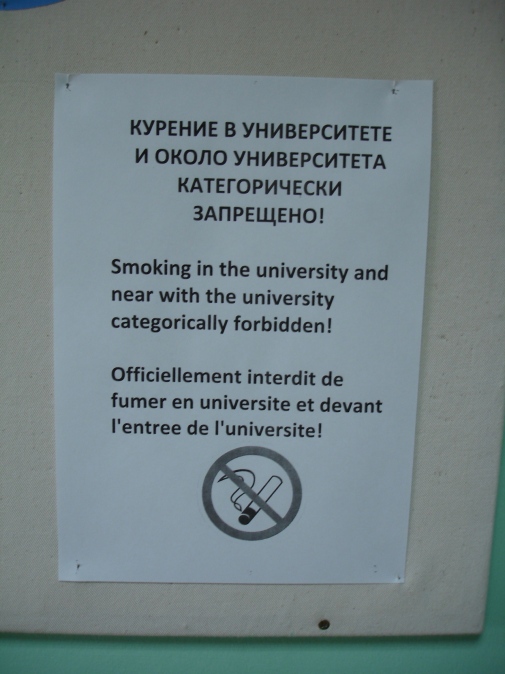 КУРЕНИЕ В УНИВЕРСИТЕТЕ
И ОКОЛО УНИВЕРСИТЕТА
КАТЕГОРИЧЕСКИ
ЗАПРЕЩЕНО!
Smoking in the university and
near with the university
categorically forbidden!
Officiellement interdit de
fumer en universite et devant
l'entree de l'universite!